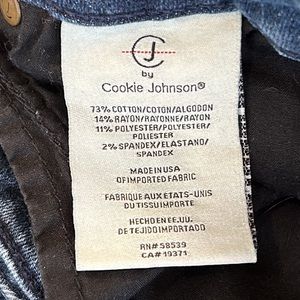 CJ
by
Cookie Johnson®
73% COTTON/COTON/ALGODON
14% RAYON/RAYONNE/RAYON
11% POLYESTER/POLYESTER/
POLIESTER
2% SPANDEX/ELASTANO/
SPANDEX
MADE IN USA
OF IMPORTED FABRIC
FABRIQUE AUX ETATS-UNIS
DU TISSU IMPORTE
HECHO EN EE.UU.
DE TEJIDO IMPORTADO
RN# 58539
CA# 19371